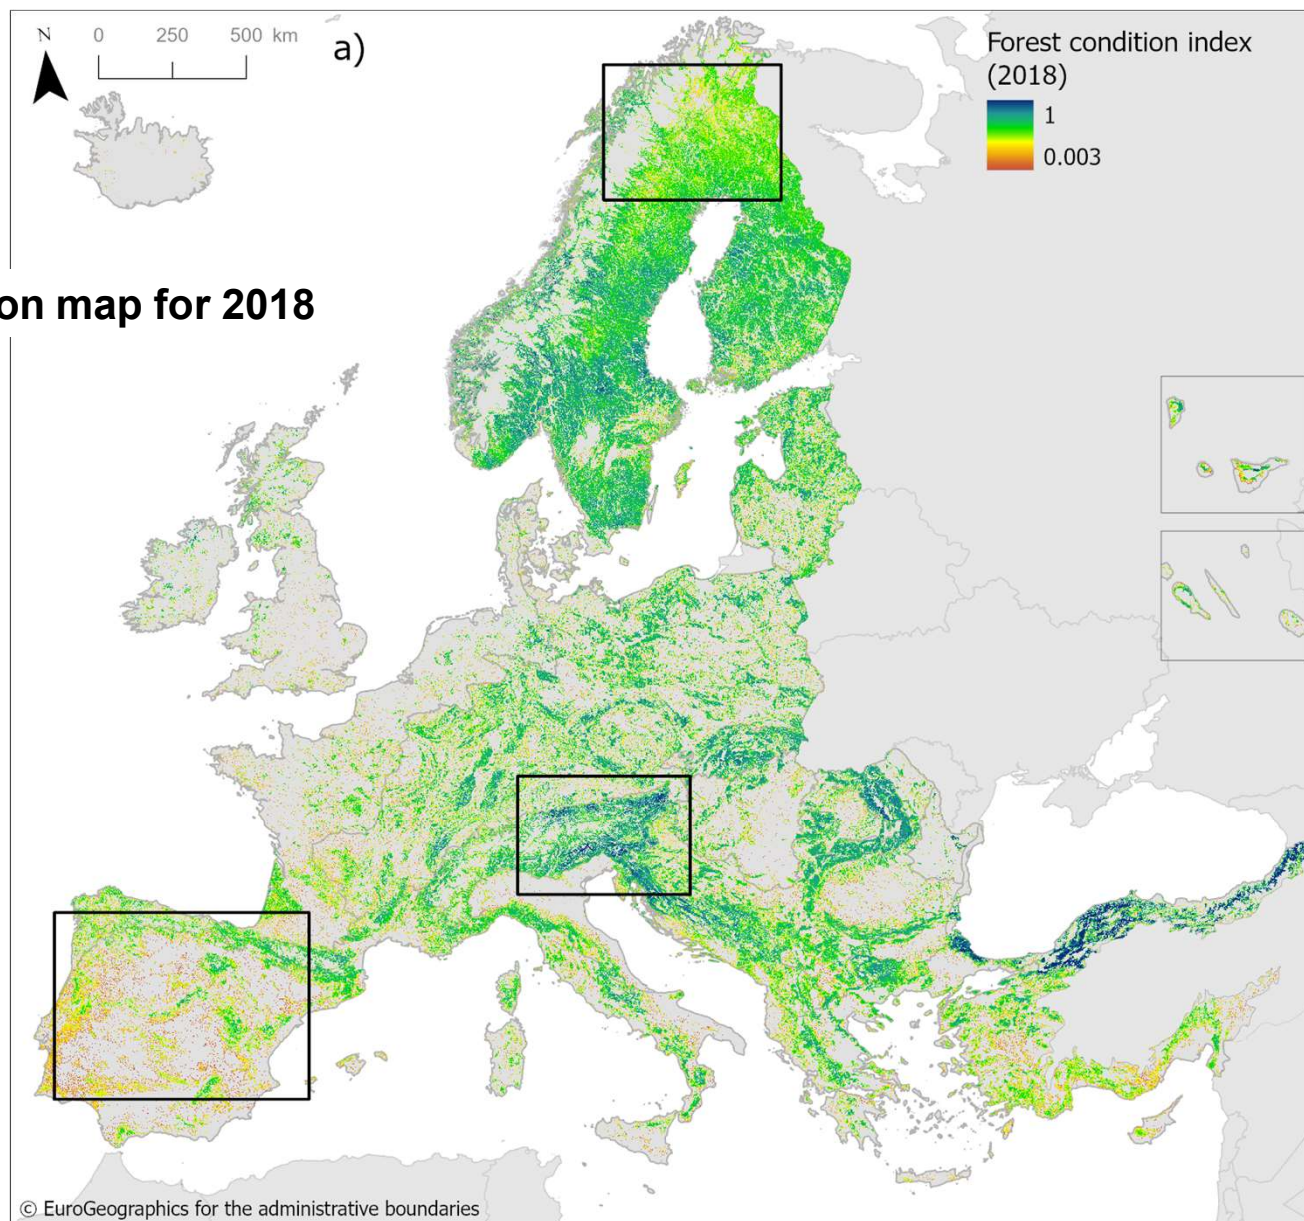 N
0 250 500 km
a)
Forest condition index
(2018)
1
0.003
on map for 2018
© EuroGeographics for the administrative boundaries